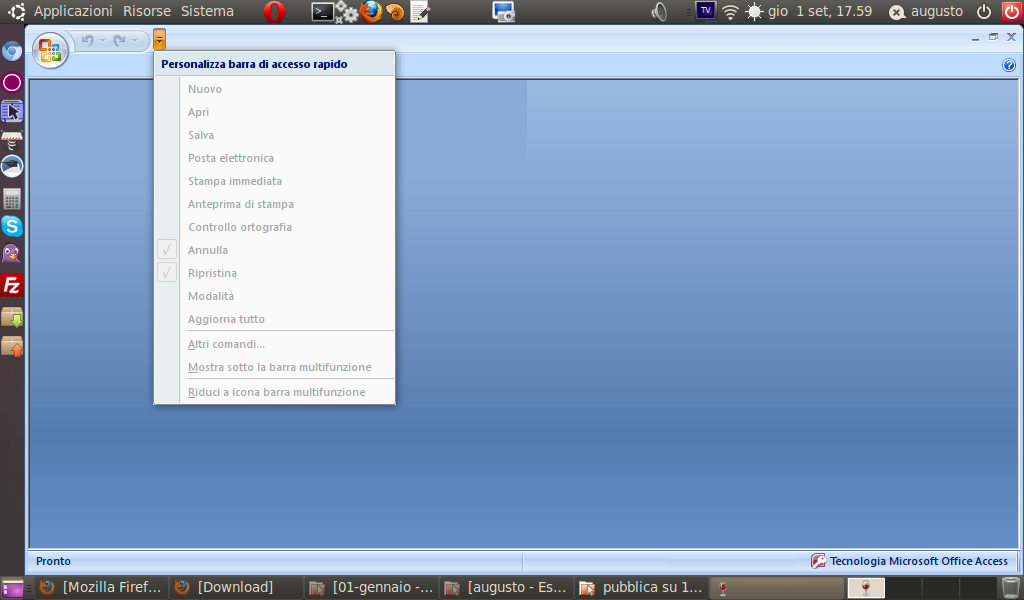 Applicazioni Risorse Sistema
TV
gio 1 set, 17.59
augusto
Personalizza barra di accesso rapido
Nuovo
Apri
Salva
Posta elettronica
Stampa immediata
Anteprima di stampa
Controllo ortografia
Annulla
Ripristina
Modalità
Aggiorna tutto
Altri comandi...
Mostra sotto la barra multifunzione
Riduci a icona barra multifunzione
S
Fz
Pronto
Tecnologia Microsoft Office Access
[Mozilla Firef...
[Download]
[01-gennaio -...
[augusto - Es...
pubblica su 1...